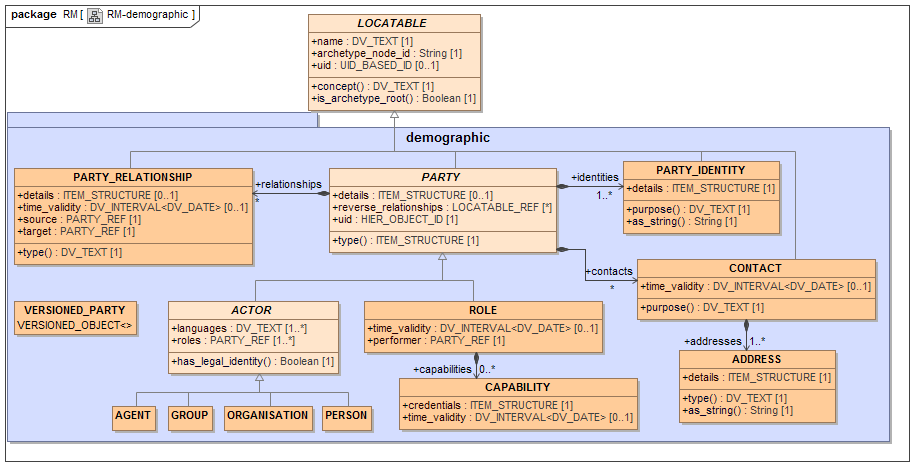 package RM [ RM-demographic ]
LOCATABLE
+name : DV_TEXT [1]
+archetype_node_id : String [1]
+uid : UID_BASED_ID [0..1]
+concept() : DV_TEXT [1]
+is_archetype_root() : Boolean [1]
demographic
PARTY_RELATIONSHIP
+details : ITEM_STRUCTURE [0..1]
+time_validity : DV_INTERVAL<DV_DATE> [0..1]
+source : PARTY_REF [1]
+target : PARTY_REF [1]
+type() : DV_TEXT [1]
+relationships
*
PARTY
+details : ITEM_STRUCTURE [0..1]
+reverse_relationships : LOCATABLE_REF [*]
+uid : HIER_OBJECT_ID [1]
+type() : ITEM_STRUCTURE [1]
+identities
1..*
PARTY_IDENTITY
+details : ITEM_STRUCTURE [1]
+purpose() : DV_TEXT [1]
+as_string() : String [1]
+contacts
*
CONTACT
+time_validity : DV_INTERVAL<DV_DATE> [0..1]
+purpose() : DV_TEXT [1]
VERSIONED_PARTY
VERSIONED_OBJECT<>
ACTOR
+languages : DV_TEXT [1..*]
+roles : PARTY_REF [1..*]
+has_legal_identity() : Boolean [1]
ROLE
+time_validity : DV_INTERVAL<DV_DATE> [0..1]
+performer : PARTY_REF [1]
+addresses 1..*
ADDRESS
+details : ITEM_STRUCTURE [1]
+type() : DV_TEXT [1]
+as_string() : String [1]
+capabilities 0..*
CAPABILITY
+credentials : ITEM_STRUCTURE [1]
+time_validity : DV_INTERVAL<DV_DATE> [0..1]
AGENT
GROUP
ORGANISATION
PERSON